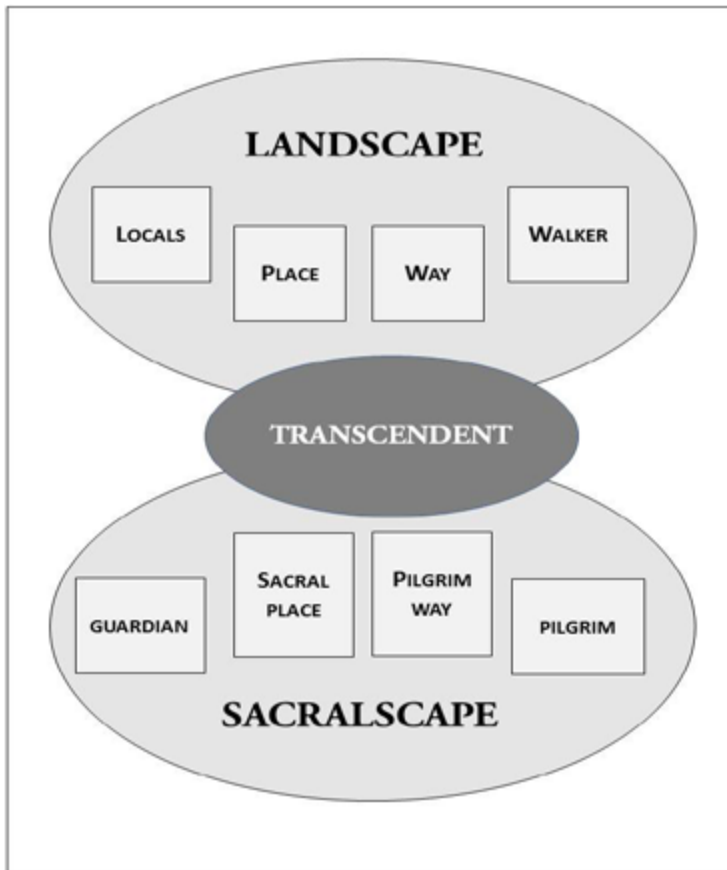 LANDSCAPE
LOCALS
PLACE
WAY
WALKER
TRANSCENDENT
GUARDIAN
SACRAL
PLACE
PILGRIM
WAY
PILGRIM
SACRALSCAPE